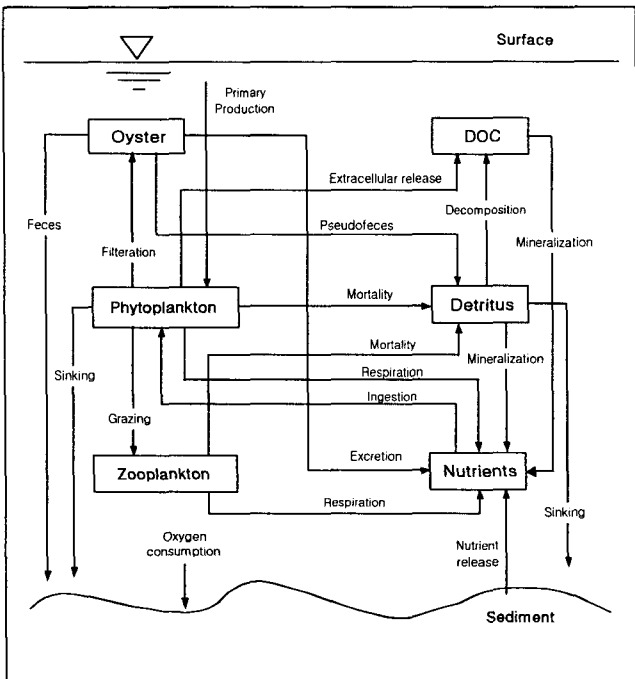 Surface
Primary
Production
Oyster
DOC
Extracellular release
Decomposition
Feces
Pseudofeces
Mineralization
Filteration
Phytoplankton
Mortality
Detritus
Mortality
Mineralization
Sinking
Respiration
Ingestion
Grazing
Zooplankton
Excretion
Nutrients
Respiration
Sinking
Oxygen
consumption
Nutrient
release
Sediment